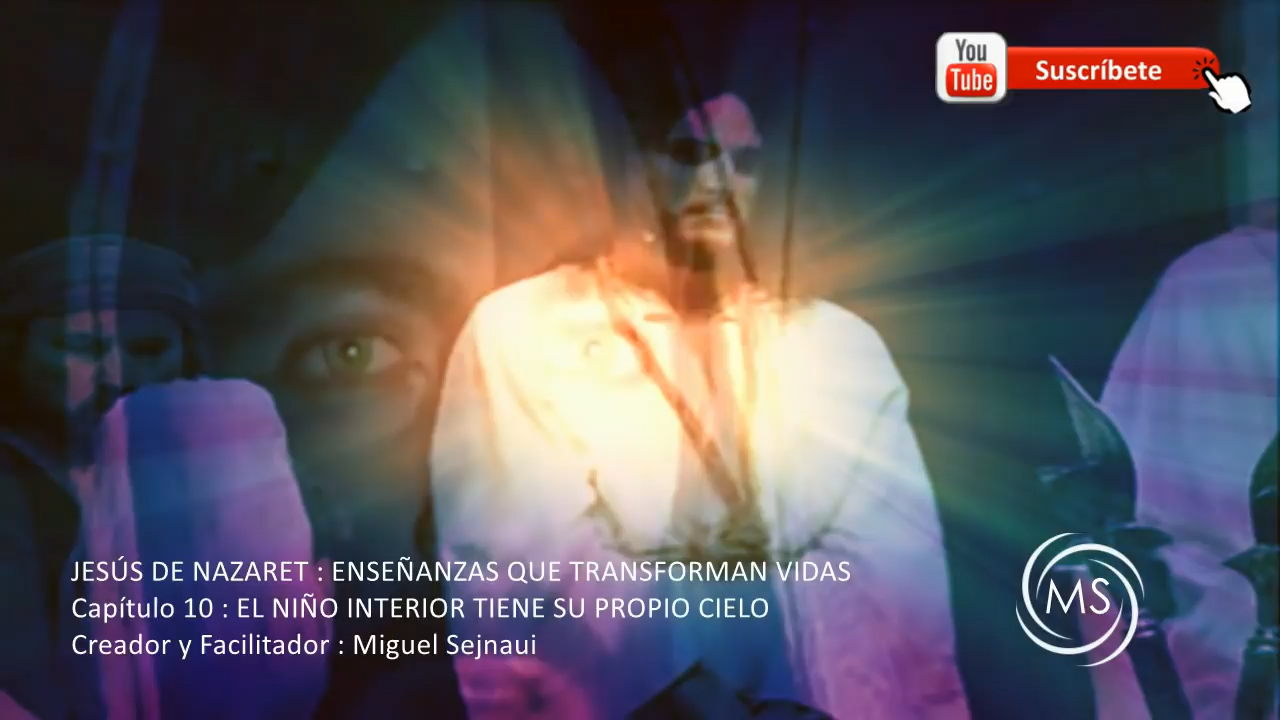 You
Tube
Suscríbete
JESÚS DE NAZARET : ENSEÑANZAS QUE TRANSFORMAN VIDAS
Capítulo 10 : EL NIÑO INTERIOR TIENE SU PROPIO CIELO
Creador y Facilitador : Miguel Sejnaui
MS